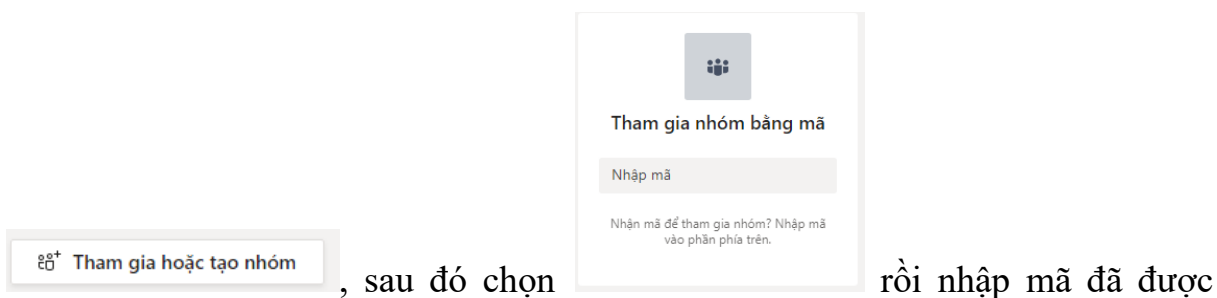 Tham gia nhóm bằng mã
Nhập mã
Nhận mã để tham gia nhóm? Nhập mã
vào phần phía trên.
Tham gia hoặc tạo nhóm , sau đó chọn rồi nhập mã đã được